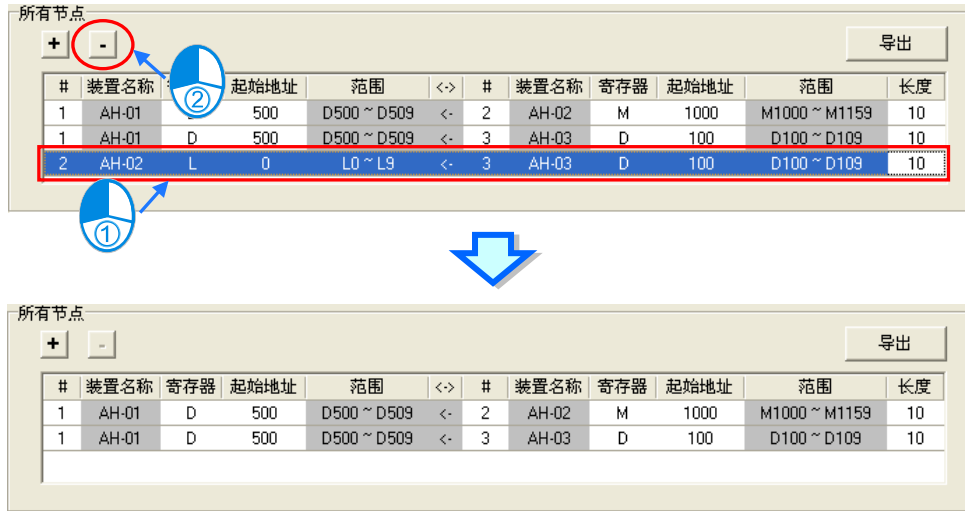 所有节点
+ - 导出
# 装置名称 起始地址 范围 <-> # 装置名称 寄存器 起始地址 范围 长度
1 AH-01 500 D500 ~ D509 <- 2 AH-02 M 1000 M1000 ~ M1159 10
1 AH-01 D 500 D500 ~ D509 <- 3 AH-03 D 100 D100 ~ D109 10
2 AH-02 L 0 L0 ~ L9 <- 3 AH-03 D 100 D100 ~ D109 10
②
①
所有节点
+ - 导出
# 装置名称 寄存器 起始地址 范围 <-> # 装置名称 寄存器 起始地址 范围 长度
1 AH-01 D 500 D500 ~ D509 <- 2 AH-02 M 1000 M1000 ~ M1159 10
1 AH-01 D 500 D500 ~ D509 <- 3 AH-03 D 100 D100 ~ D109 10